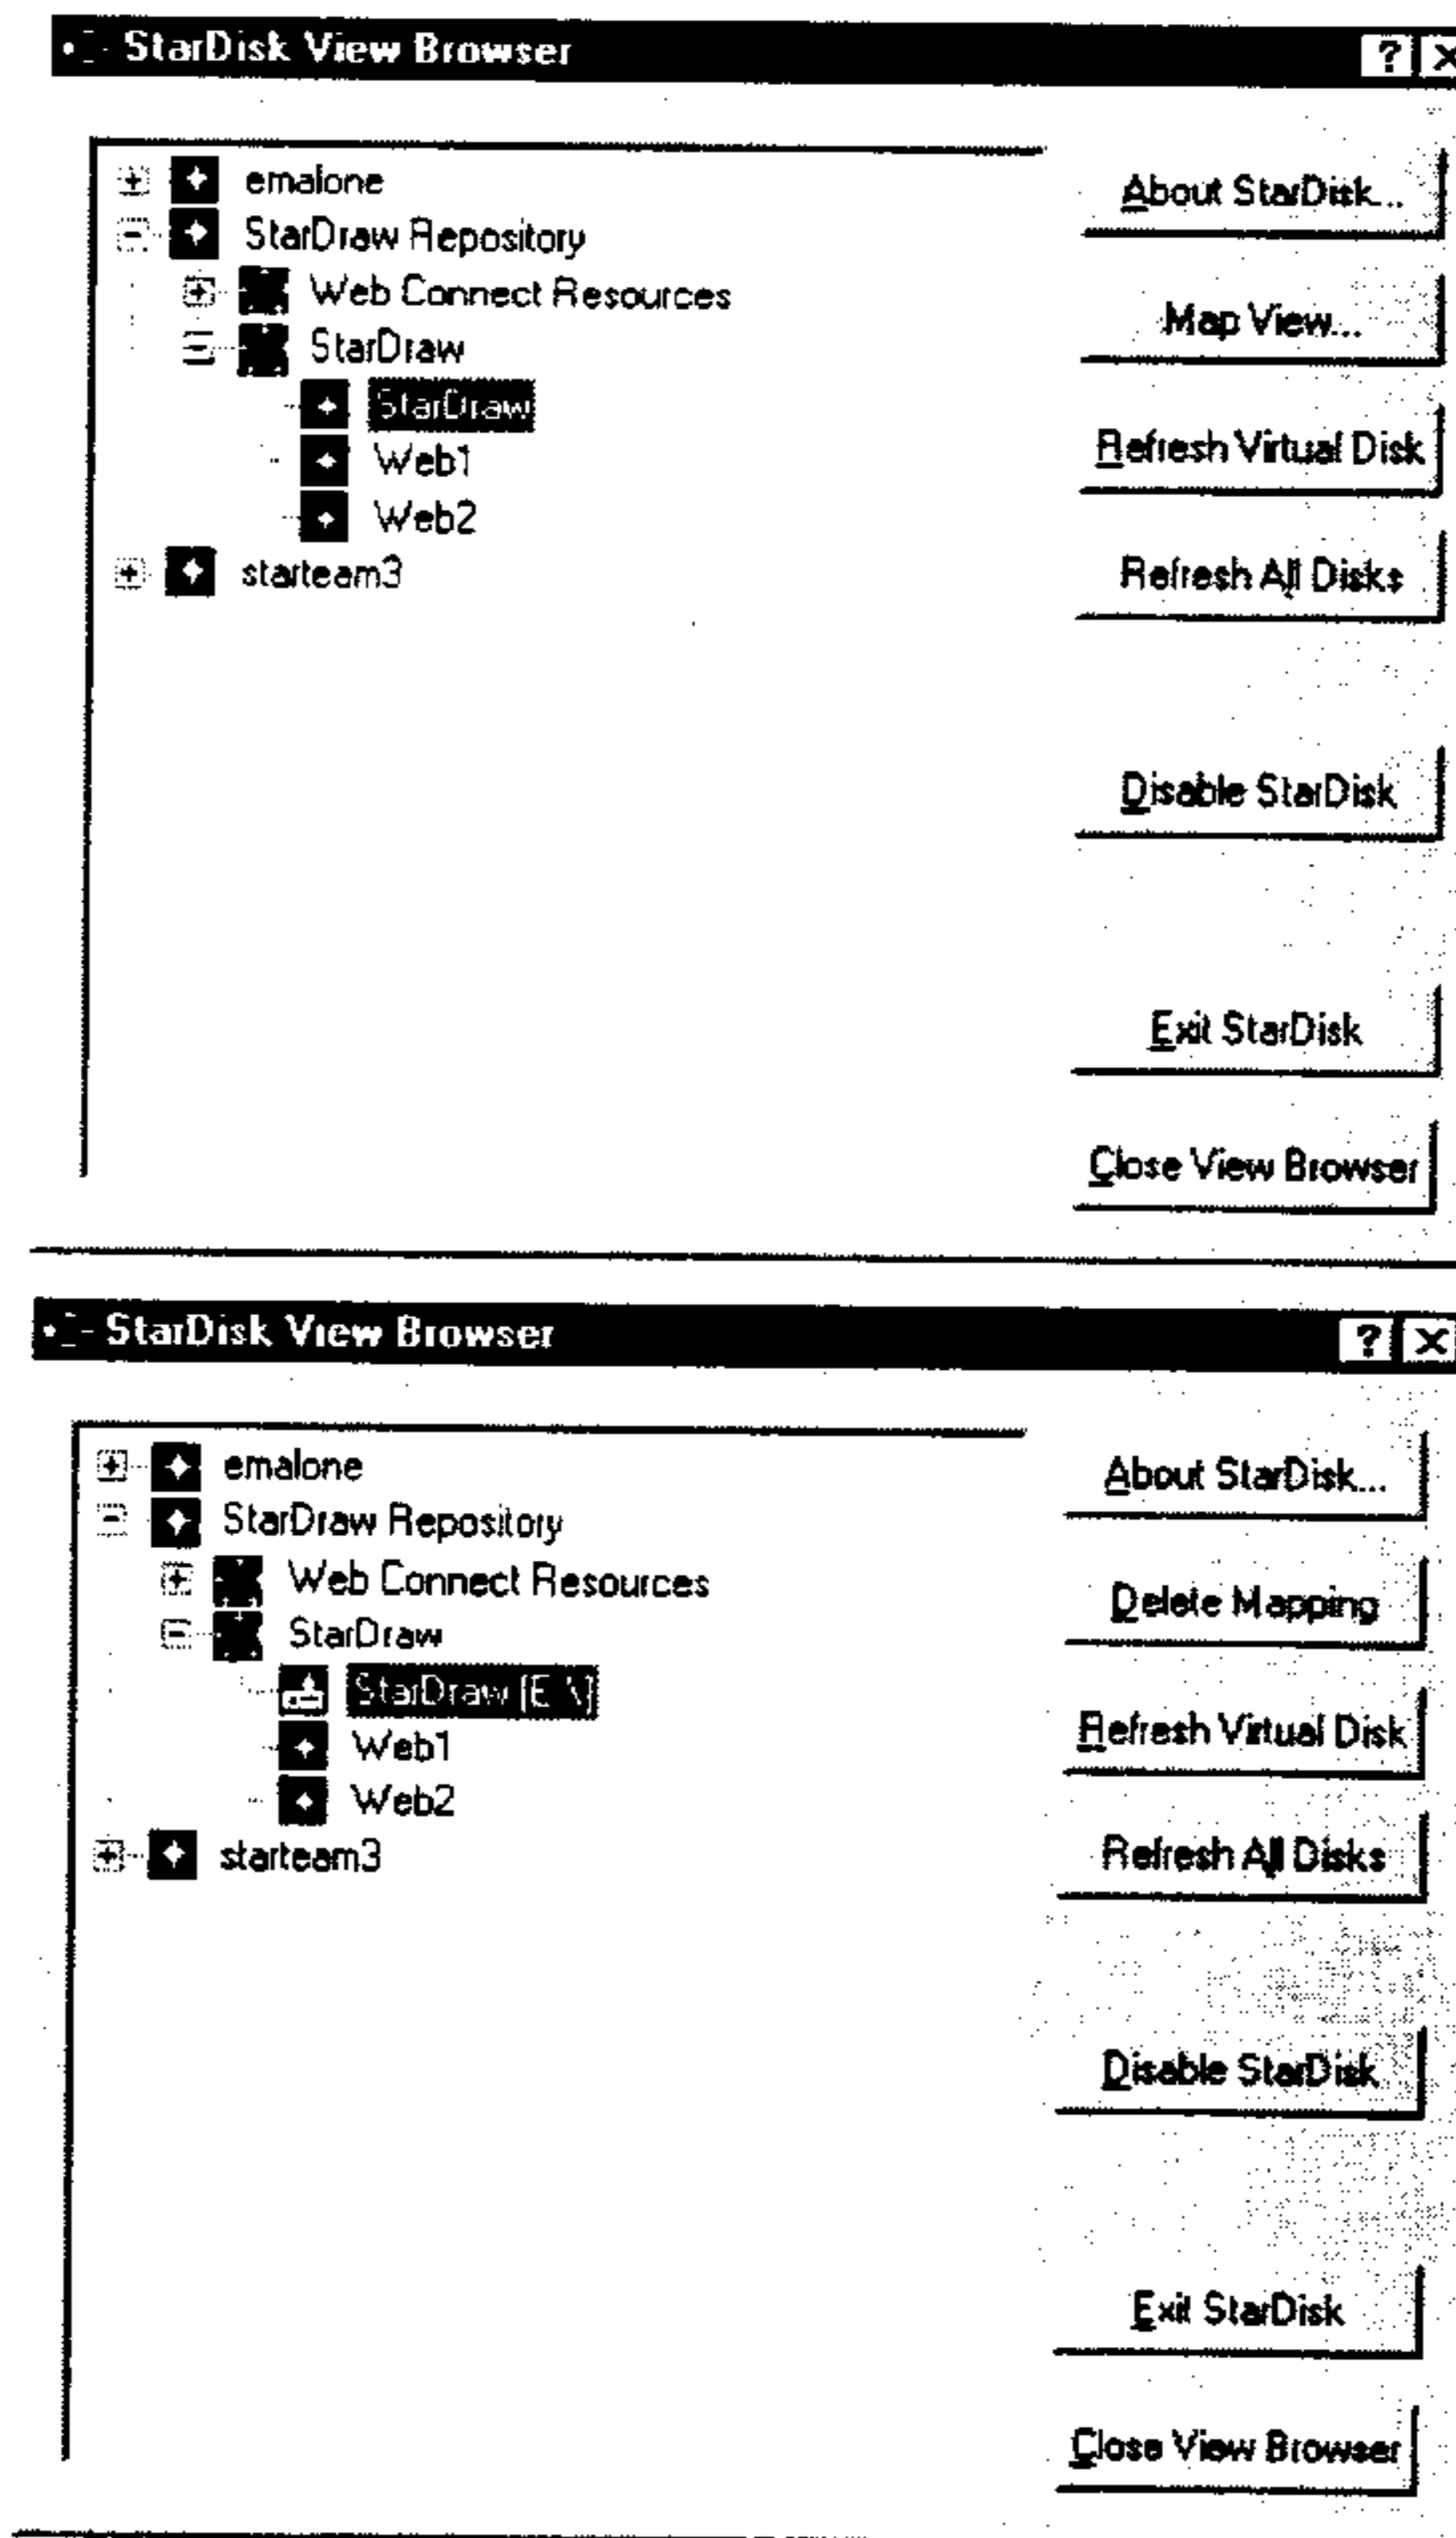 StarDisk View Browser
emalone
StarDraw Repository
Web Connect Resources
StarDraw
StarDraw
Web1
Web2
starteam3
About StarDisk...
Map View...
Refresh Virtual Disk
Refresh All Disks
Disable StarDisk
Exit StarDisk
Close View Browser
StarDisk View Browser
emalone
StarDraw Repository
Web Connect Resources
StarDraw
StarDraw [E:\]
Web1
Web2
starteam3
About StarDisk...
Delete Mapping
Refresh Virtual Disk
Refresh All Disks
Disable StarDisk
Exit StarDisk
Close View Browser